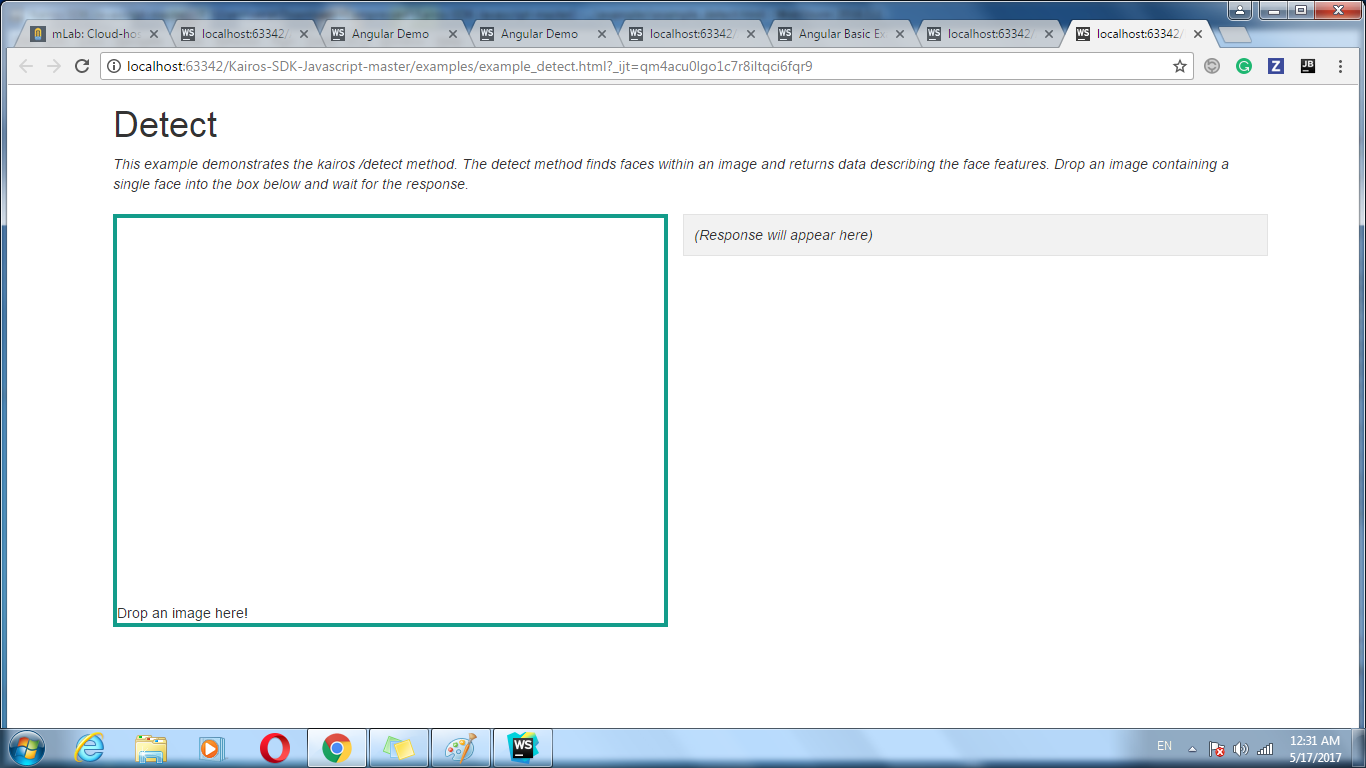 mLab: Cloud-hos
localhost:63342/
Angular Demo
Angular Demo
localhost:63342/
Angular Basic Ex
localhost:63342/
localhost:63342/
localhost:63342/Kairos-SDK-Javascript-master/examples/example_detect.html?_ijt=qm4acu0lgo1c7r8iltqci6fqr9
Detect
This example demonstrates the kairos /detect method. The detect method finds faces within an image and returns data describing the face features. Drop an image containing a
single face into the box below and wait for the response.
(Response will appear here)
Drop an image here!
EN
12:31 AM
5/17/2017